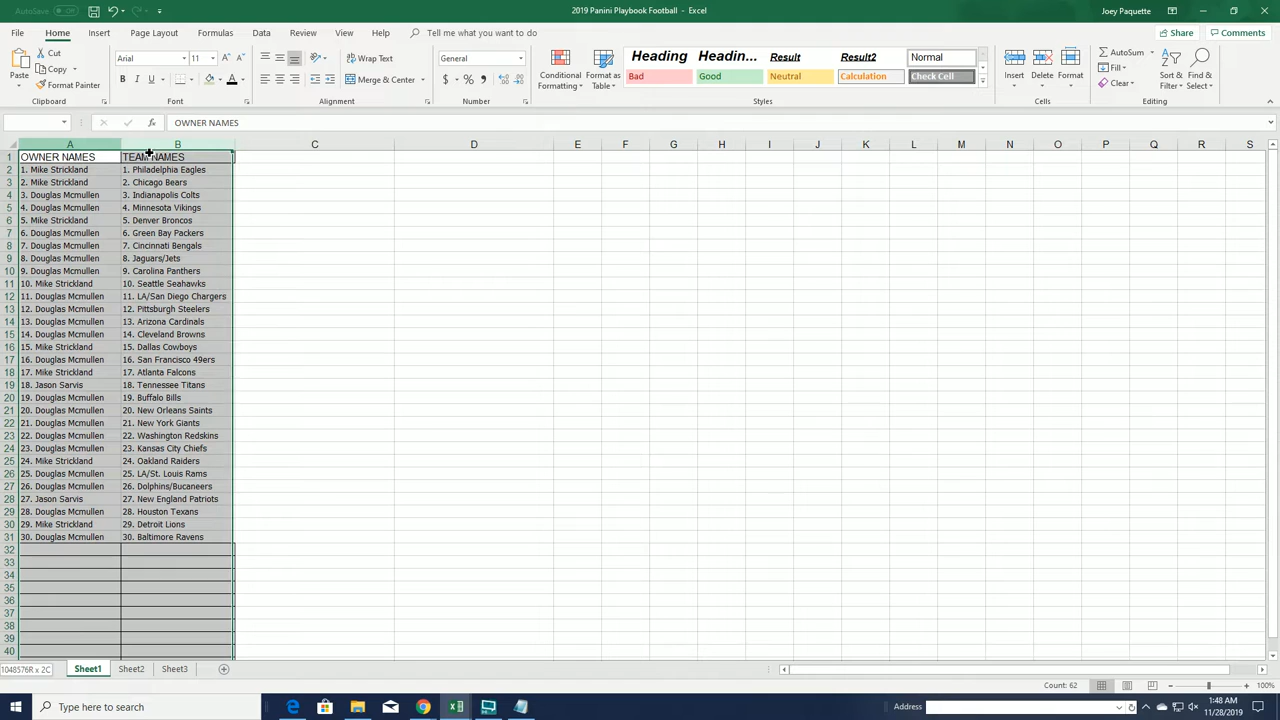 AutoSave Off 2019 Panini Playbook Football - Excel Joey Paquette
File Home Insert Page Layout Formulas Data Review View Help Tell me what you want to do Share Comments
Paste Cut Copy Format Painter Clipboard
Arial 11 Font
Wrap Text Merge & Center Alignment
General Number
Conditional Formatting Format as Table
Heading Headin... Result Result2 Normal
Bad Good Neutral Calculation Check Cell
Styles
Insert Delete Format Cells
AutoSum Fill Clear Sort & Filter Find & Select Editing
OWNER NAMES
A B C D E F G H I J K L M N O P Q R S
1 OWNER NAMES TEAM NAMES
2 1. Mike Strickland 1. Philadelphia Eagles
3 2. Mike Strickland 2. Chicago Bears
4 3. Douglas Mcmullen 3. Indianapolis Colts
5 4. Douglas Mcmullen 4. Minnesota Vikings
6 5. Mike Strickland 5. Denver Broncos
7 6. Douglas Mcmullen 6. Green Bay Packers
8 7. Douglas Mcmullen 7. Cincinnati Bengals
9 8. Douglas Mcmullen 8. Jaguars/Jets
10 9. Douglas Mcmullen 9. Carolina Panthers
11 10. Mike Strickland 10. Seattle Seahawks
12 11. Douglas Mcmullen 11. LA/San Diego Chargers
13 12. Douglas Mcmullen 12. Pittsburgh Steelers
14 13. Douglas Mcmullen 13. Arizona Cardinals
15 14. Douglas Mcmullen 14. Cleveland Browns
16 15. Mike Strickland 15. Dallas Cowboys
17 16. Douglas Mcmullen 16. San Francisco 49ers
18 17. Mike Strickland 17. Atlanta Falcons
19 18. Jason Sarvis 18. Tennessee Titans
20 19. Douglas Mcmullen 19. Buffalo Bills
21 20. Douglas Mcmullen 20. New Orleans Saints
22 21. Douglas Mcmullen 21. New York Giants
23 22. Douglas Mcmullen 22. Washington Redskins
24 23. Douglas Mcmullen 23. Kansas City Chiefs
25 24. Mike Strickland 24. Oakland Raiders
26 25. Douglas Mcmullen 25. LA/St. Louis Rams
27 26. Douglas Mcmullen 26. Dolphins/Bucaneers
28 27. Jason Sarvis 27. New England Patriots
29 28. Douglas Mcmullen 28. Houston Texans
30 29. Mike Strickland 29. Detroit Lions
31 30. Douglas Mcmullen 30. Baltimore Ravens
32
33
34
35
36
37
38
39
40
1048576R x 2C Sheet1 Sheet2 Sheet3
Count: 62 100%
Type here to search Address 1:48 AM
11/28/2019